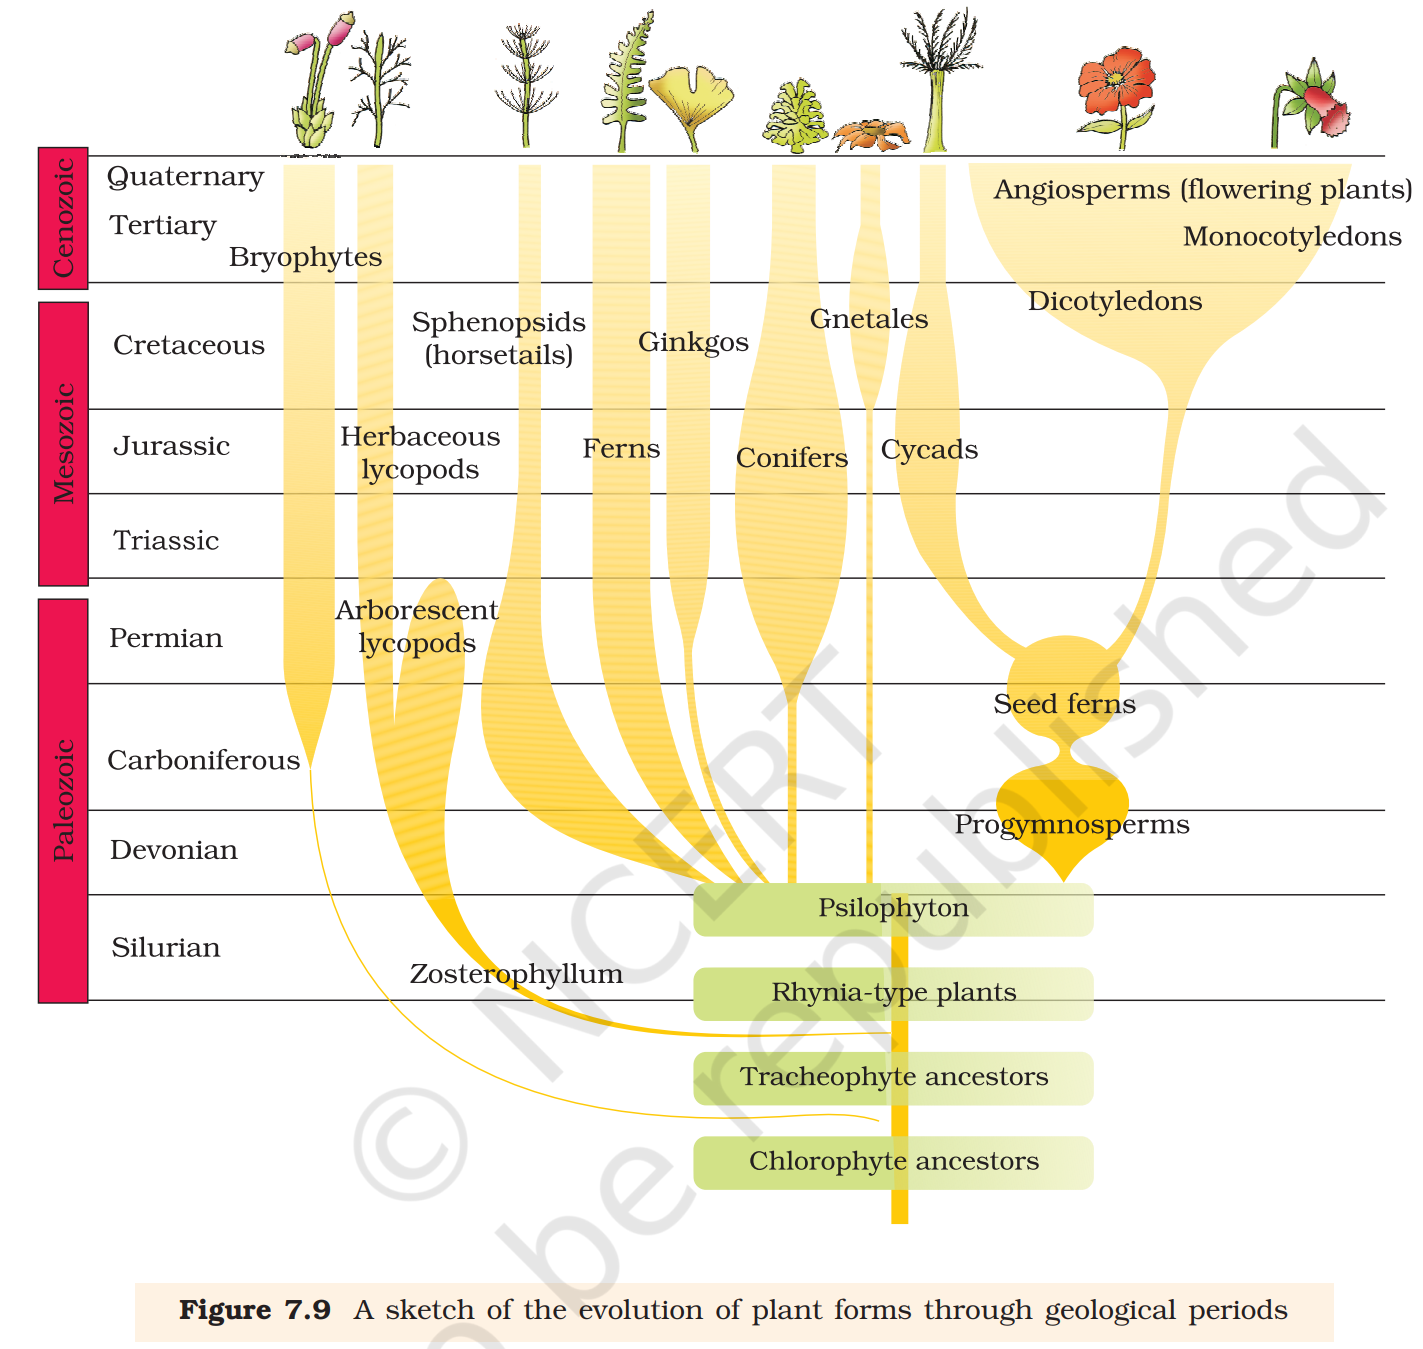 Cenozoic
Quaternary
Tertiary
Bryophytes
Angiosperms (flowering plants)
Monocotyledons
Dicotyledons
Mesozoic
Cretaceous
Sphenopsids
(horsetails)
Ginkgos
Gnetales
Jurassic
Herbaceous
lycopods
Ferns
Conifers
Cycads
Triassic
Paleozoic
Permian
Arborescent
lycopods
Seed ferns
Carboniferous
Progymnosperms
Devonian
Psilophyton
Silurian
Zosterophyllum
Rhynia-type plants
Tracheophyte ancestors
Chlorophyte ancestors
© NCERT
be republished
Figure 7.9 A sketch of the evolution of plant forms through geological periods